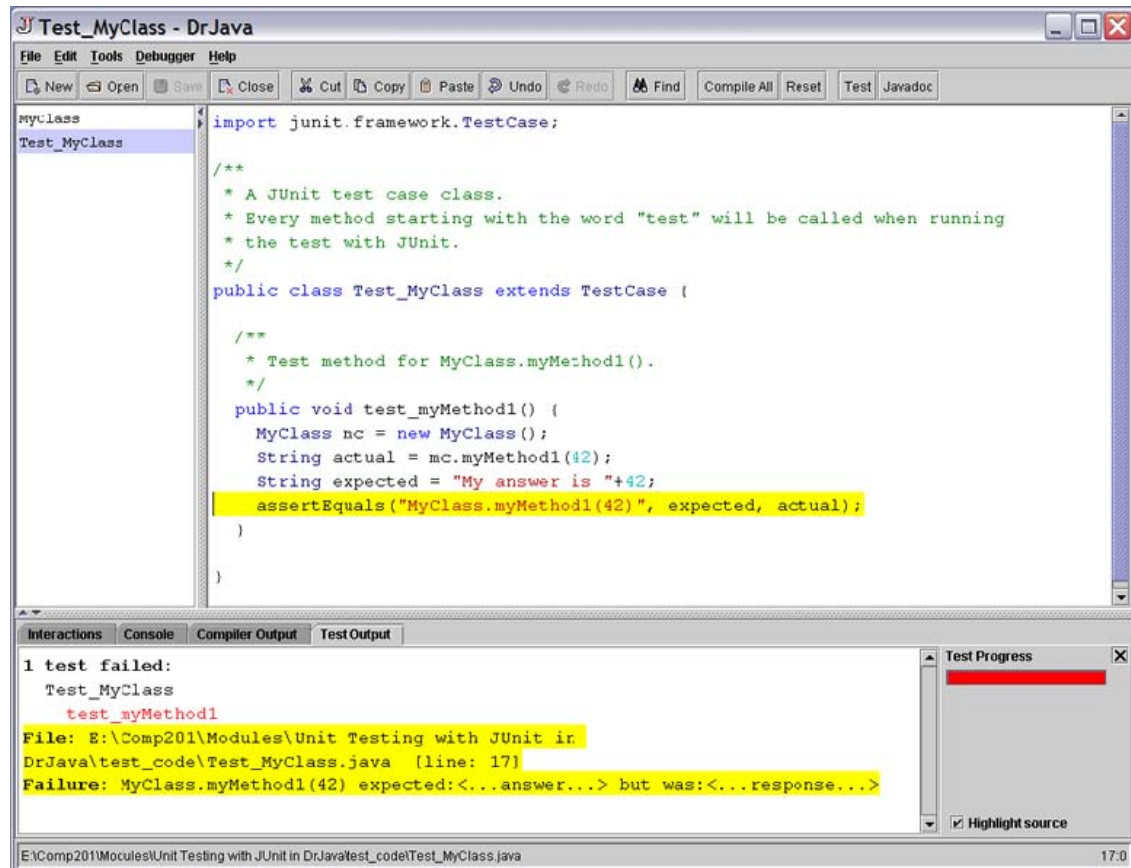 Test_MyClass - DrJava
File Edit Tools Debugger Help
New Open Save Close Cut Copy Paste Undo Redo Find Compile All Reset Test Javadoc
MyClass
Test_MyClass
import junit.framework.TestCase;
/**
* A JUnit test case class.
* Every method starting with the word "test" will be called when running
* the test with JUnit.
*/
public class Test_MyClass extends TestCase {
/**
* Test method for MyClass.myMethod1().
*/
public void test_myMethod1() {
MyClass mc = new MyClass();
String actual = mc.myMethod1(42);
String expected = "My answer is "+42;
assertEquals("MyClass.myMethod1(42)", expected, actual);
}
}
Interactions Console Compiler Output Test Output
1 test failed:
Test_MyClass
test_myMethod1
File: E:\Comp201\Modules\Unit Testing with JUnit in
DrJava\test_code\Test_MyClass.java [line: 17]
Failure: MyClass.myMethod1(42) expected:<...answer...> but was:<...response...>
Test Progress
Highlight source
E:\Comp201\Modules\Unit Testing with JUnit in DrJava\test_code\Test_MyClass.java
17:0